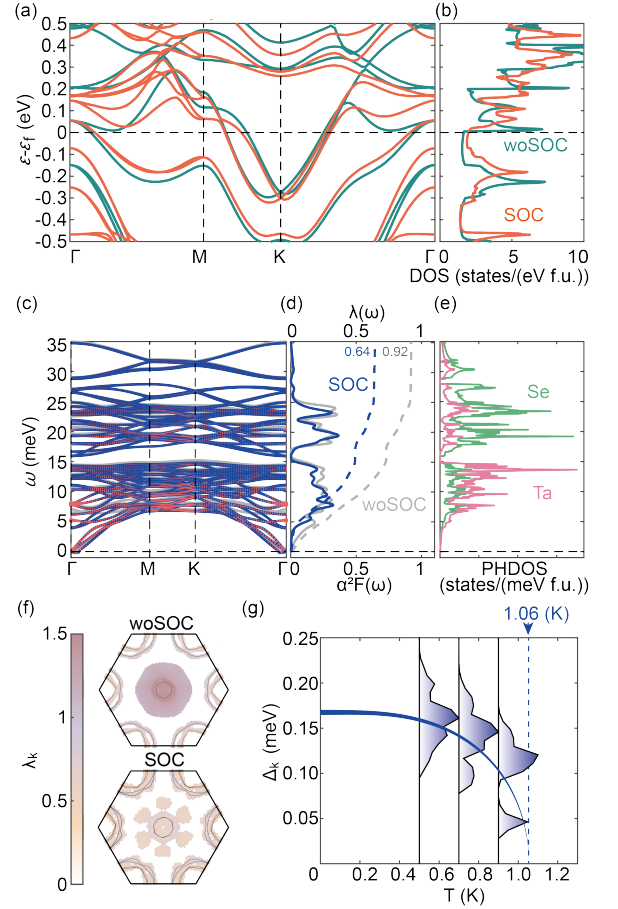 (a)
(b)
0.5
0.4
0.3
0.2
0.1
0
-0.1
-0.2
-0.3
-0.4
-0.5
ε-εf (eV)
Γ
M
K
Γ
woSOC
SOC
0
5
10
DOS (states/(eV f.u.))
(c)
(d)
(e)
λ(ω)
0
0.5
1
35
30
25
20
15
10
5
0
ω (meV)
Γ
M
K
Γ
0.64
0.92
SOC
woSOC
0
0.5
1
α²F(ω)
Se
Ta
PHDOS
(states/(meV f.u.))
(f)
1.5
1
0.5
0
λk
woSOC
SOC
(g)
1.06 (K)
0.25
0.20
0.15
0.10
0.05
Δk (meV)
0
0.2
0.4
0.6
0.8
1.0
T (K)